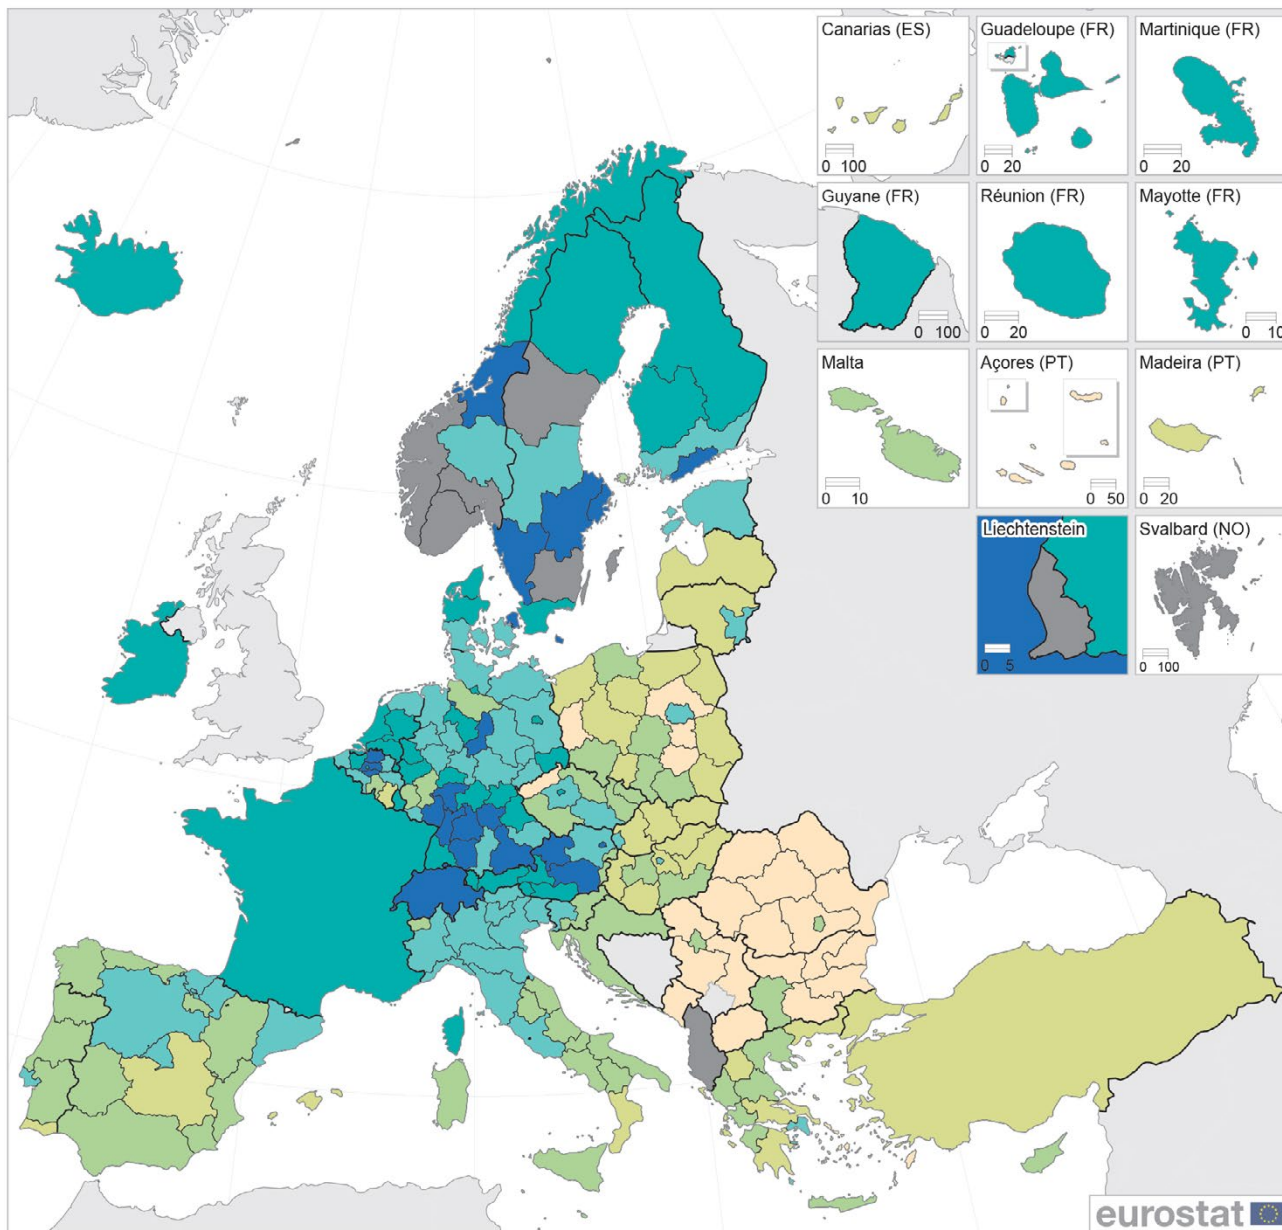 Canarias (ES)
0 100
Guadeloupe (FR)
0 20
Martinique (FR)
0 20
Guyane (FR)
0 100
Réunion (FR)
0 20
Mayotte (FR)
0 10
Malta
0 10
Açores (PT)
0 50
Madeira (PT)
0 20
Liechtenstein
0 5
Svalbard (NO)
0 100
eurostat